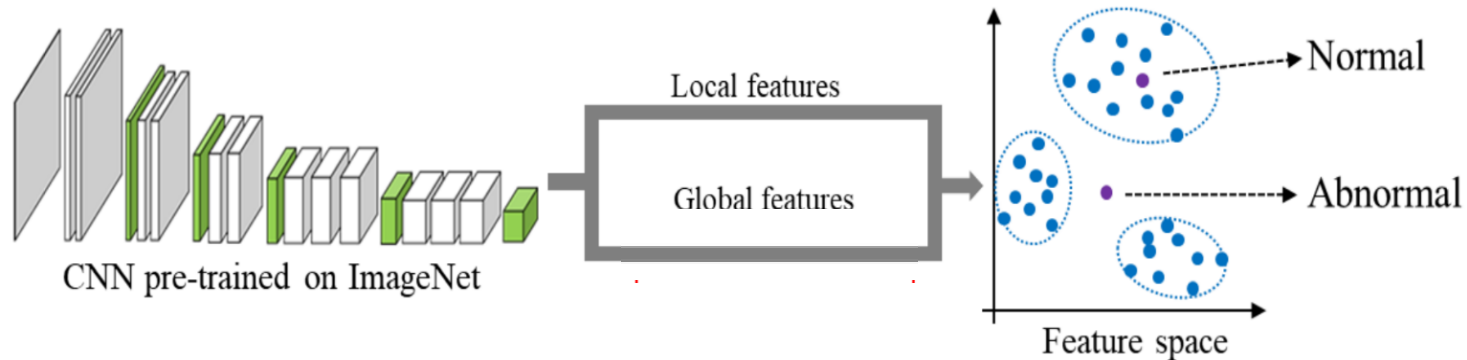 Local features
Global features
CNN pre-trained on ImageNet
Normal
Abnormal
Feature space